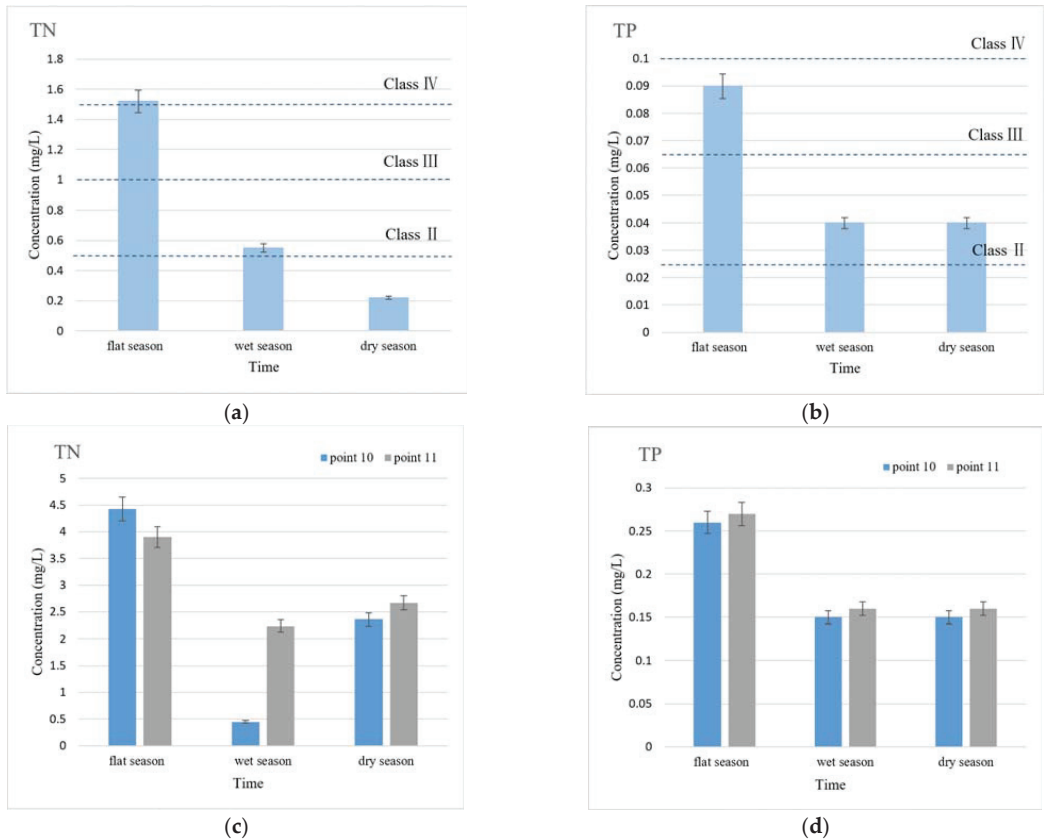 TN
1.8
1.6
1.4
1.2
1
0.8
0.6
0.4
0.2
0
Concentration (mg/L)
Class Ⅳ
Class Ⅲ
Class Ⅱ
flat season wet season dry season
Time
(a)
TP
0.1
0.09
0.08
0.07
0.06
0.05
0.04
0.03
0.02
0.01
0
Concentration (mg/L)
Class Ⅳ
Class Ⅲ
Class Ⅱ
flat season wet season dry season
Time
(b)
TN
point 10 point 11
5
4.5
4
3.5
3
2.5
2
1.5
1
0.5
0
Concentration (mg/L)
flat season wet season dry season
Time
(c)
TP
point 10 point 11
0.3
0.25
0.2
0.15
0.1
0.05
0
Concentration (mg/L)
flat season wet season dry season
Time
(d)